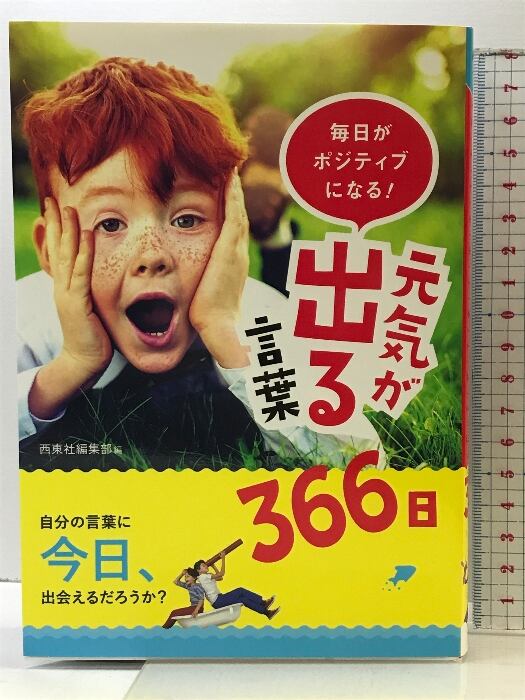 毎日が
ポジティブ
になる!
元気が
出る
言葉
366日
西東社編集部 編
自分の言葉に
今日、
出会えるだろうか?